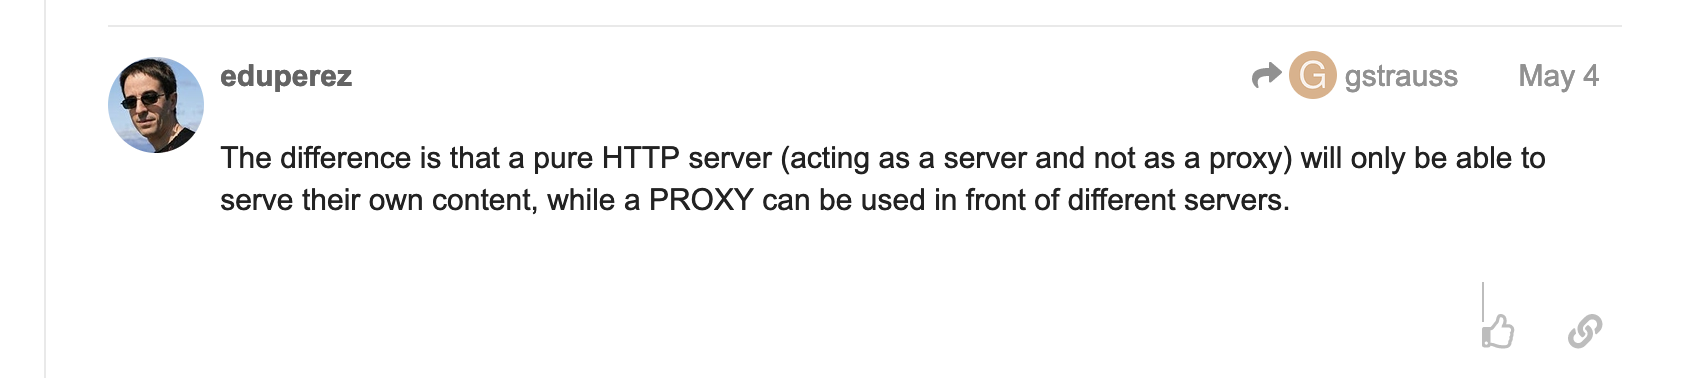 eduperez
G gstrauss May 4
The difference is that a pure HTTP server (acting as a server and not as a proxy) will only be able to
serve their own content, while a PROXY can be used in front of different servers.